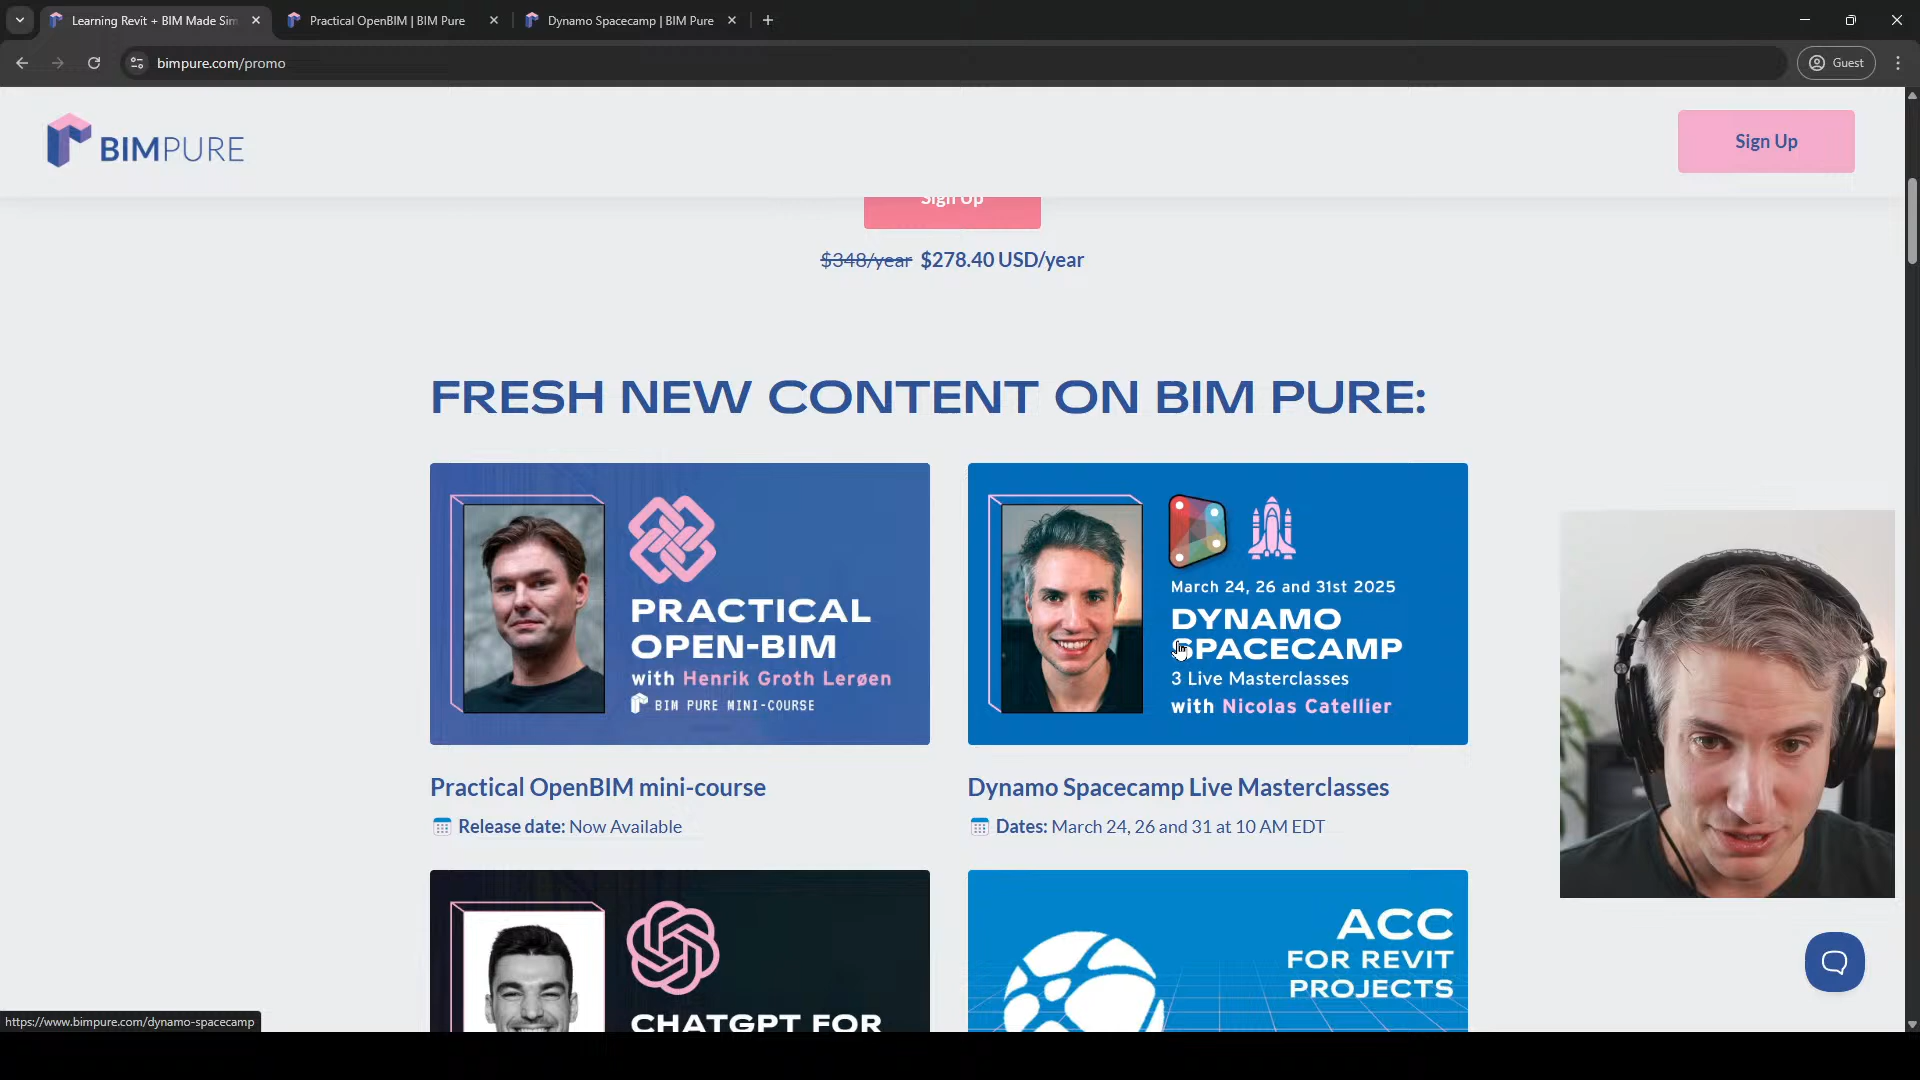 Learning Revit + BIM Made Sim
Practical OpenBIM | BIM Pure
Dynamo Spacecamp | BIM Pure
bimpure.com/promo
Guest
BIMPURE
Sign Up
Sign Up
$348/year $278.40 USD/year
FRESH NEW CONTENT ON BIM PURE:
PRACTICAL
OPEN-BIM
with Henrik Groth Lerøen
BIM PURE MINI-COURSE
March 24, 26 and 31st 2025
DYNAMO
SPACECAMP
3 Live Masterclasses
with Nicolas Catellier
Practical OpenBIM mini-course
Release date: Now Available
Dynamo Spacecamp Live Masterclasses
Dates: March 24, 26 and 31 at 10 AM EDT
CHATGPT FOR
ACC
FOR REVIT
PROJECTS
https://www.bimpure.com/dynamo-spacecamp